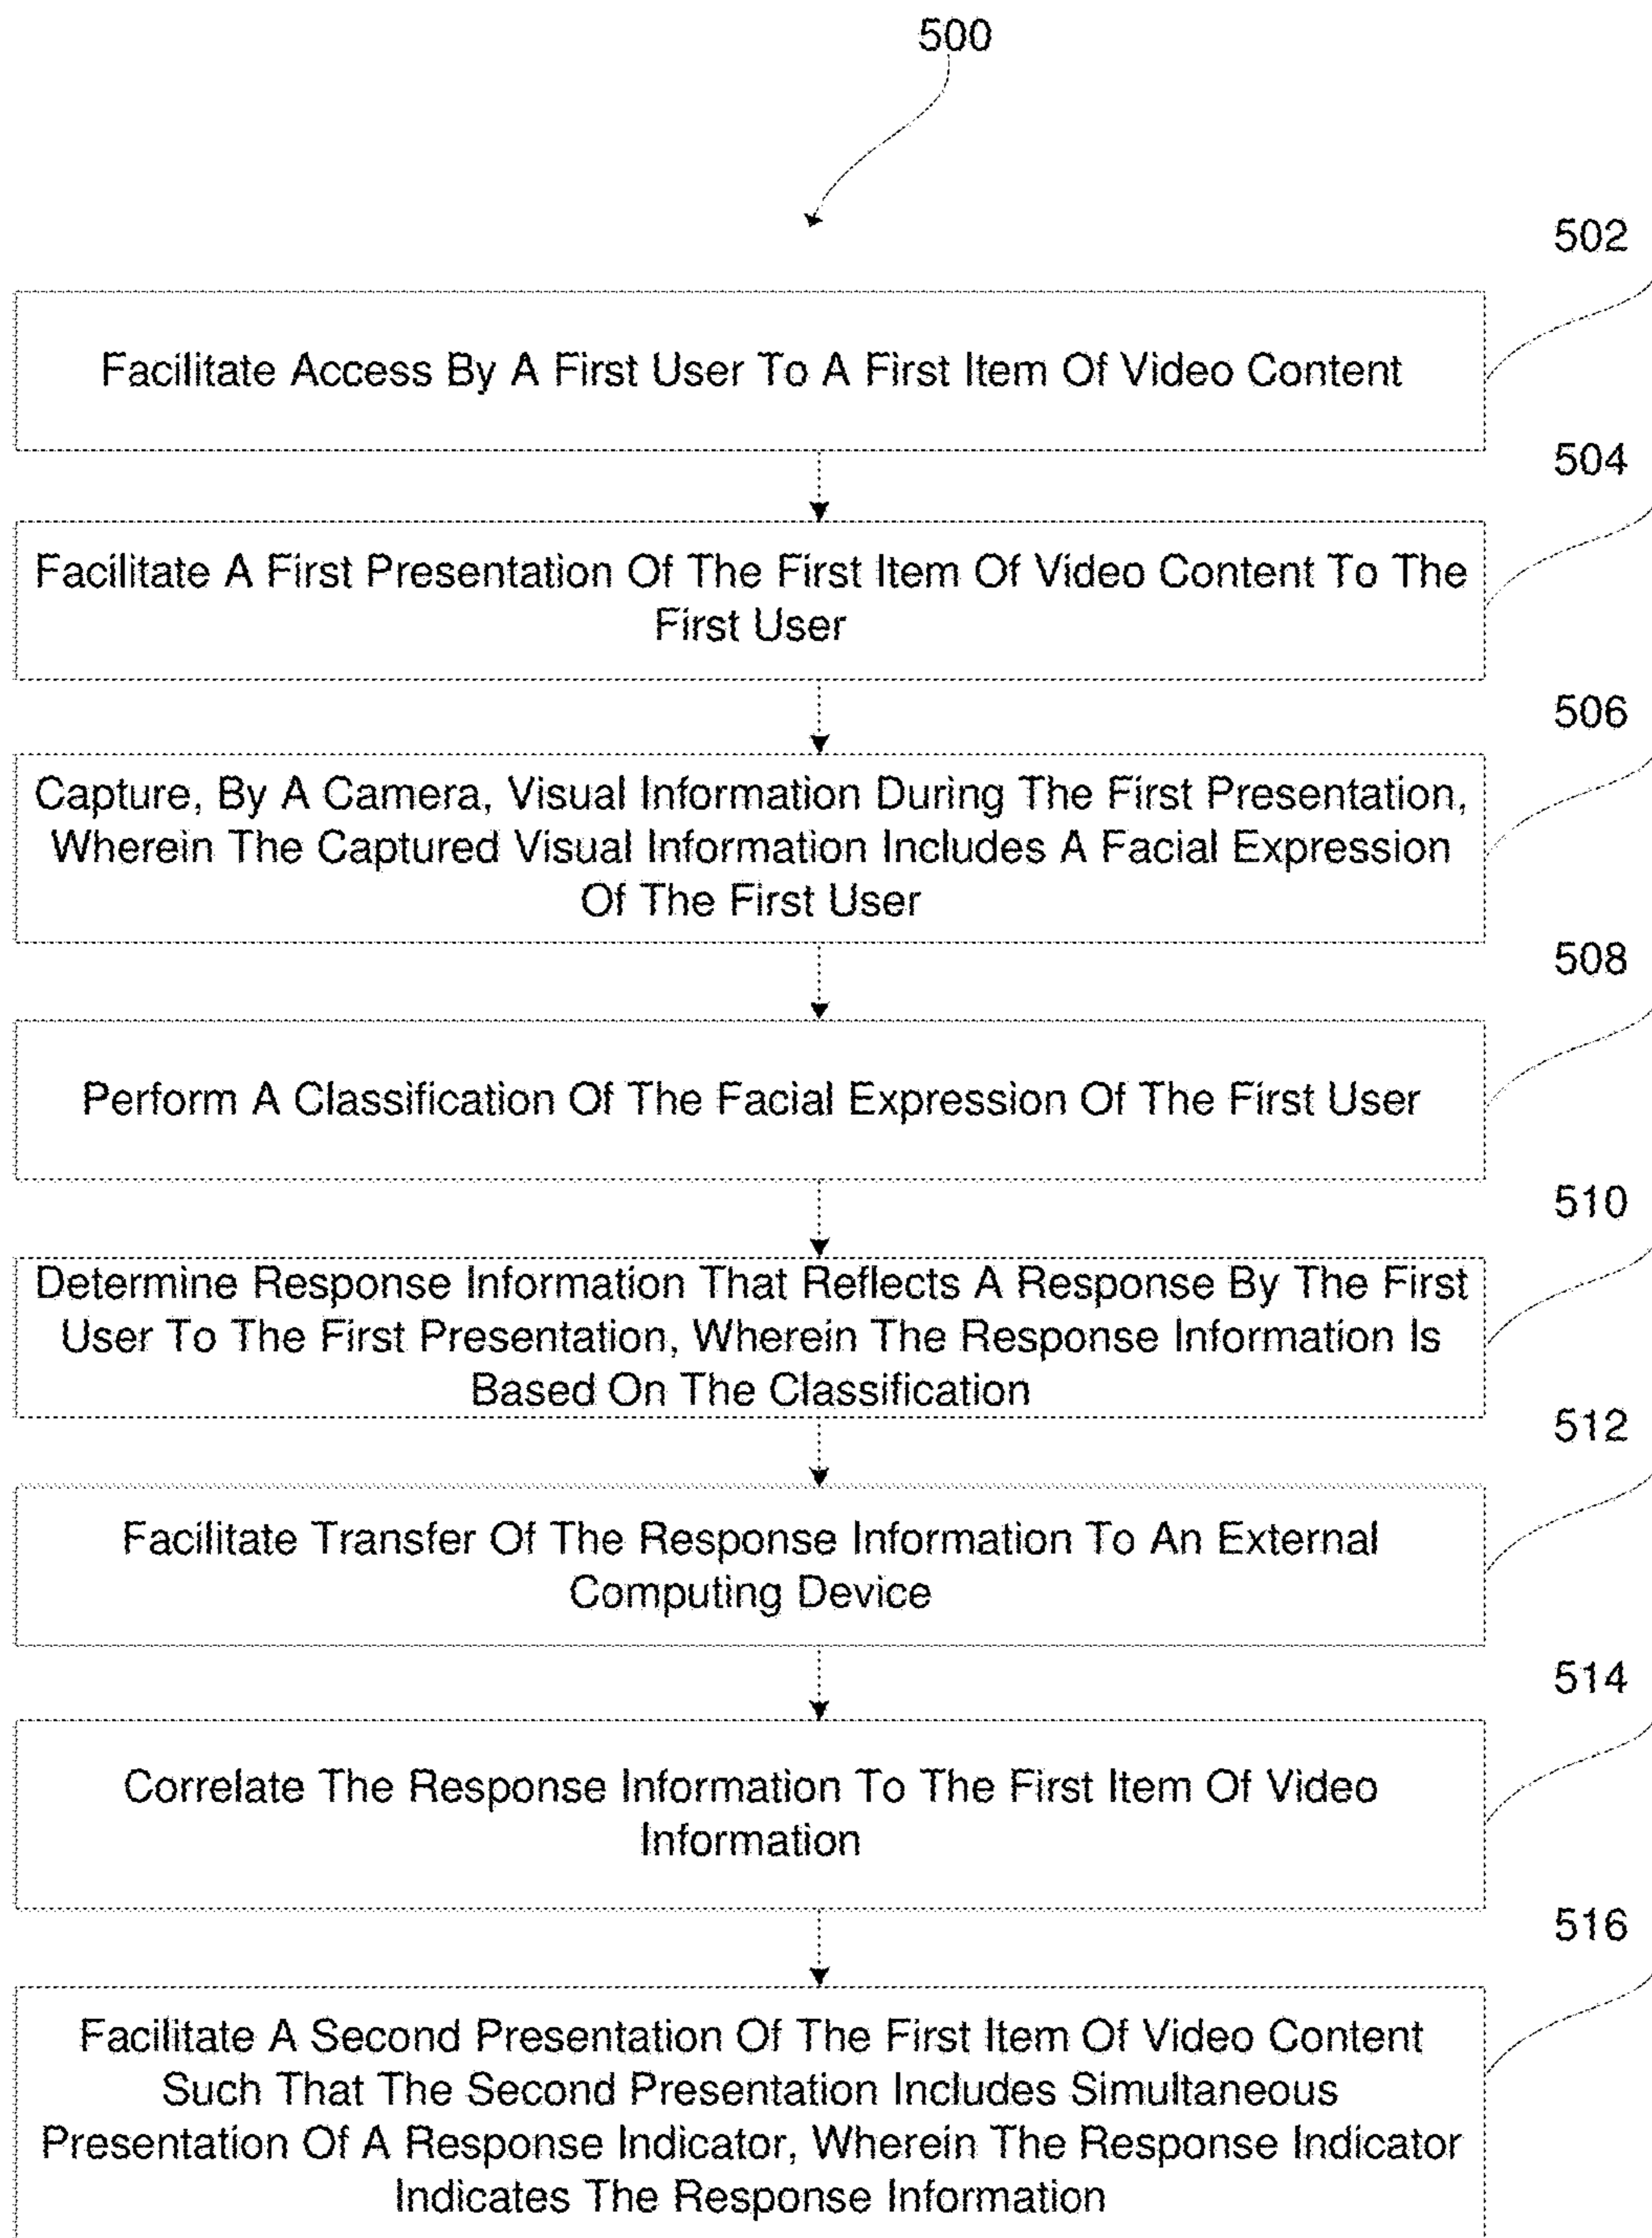 500
502
Facilitate Access By A First User To A First Item Of Video Content
504
Facilitate A First Presentation Of The First Item Of Video Content To The
First User
506
Capture, By A Camera, Visual Information During The First Presentation,
Wherein The Captured Visual Information Includes A Facial Expression
Of The First User
508
Perform A Classification Of The Facial Expression Of The First User
510
Determine Response Information That Reflects A Response By The First
User To The First Presentation, Wherein The Response Information Is
Based On The Classification
512
Facilitate Transfer Of The Response Information To An External
Computing Device
514
Correlate The Response Information To The First Item Of Video
Information
516
Facilitate A Second Presentation Of The First Item Of Video Content
Such That The Second Presentation Includes Simultaneous
Presentation Of A Response Indicator, Wherein The Response Indicator
Indicates The Response Information